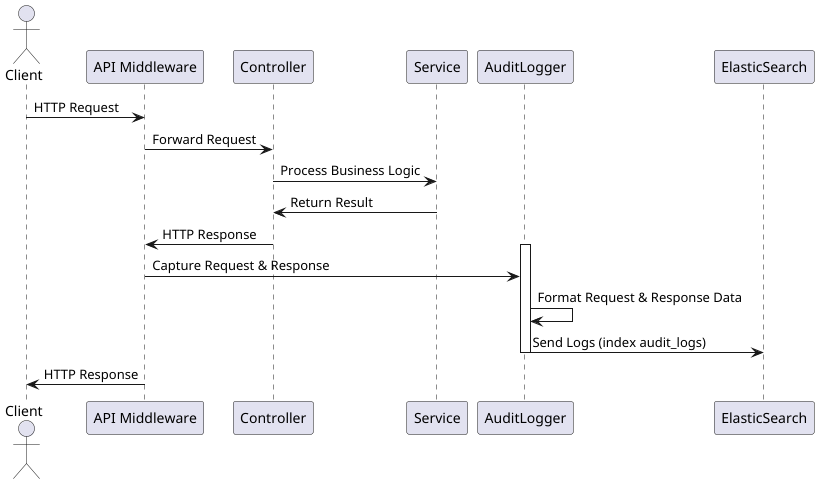 Client
API Middleware
Controller
Service
AuditLogger
ElasticSearch
HTTP Request
Forward Request
Process Business Logic
Return Result
HTTP Response
Capture Request & Response
Format Request & Response Data
Send Logs (index audit_logs)
HTTP Response
Client
API Middleware
Controller
Service
AuditLogger
ElasticSearch